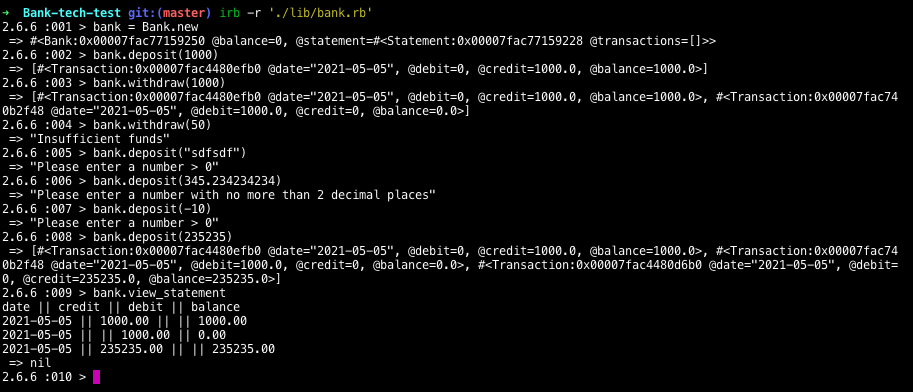 ➜  Bank-tech-test git:(master) irb -r './lib/bank.rb'
2.6.6 :001 > bank = Bank.new
 => #<Bank:0x00007fac77159250 @balance=0, @statement=#<Statement:0x00007fac77159228 @transactions=[]>>
2.6.6 :002 > bank.deposit(1000)
 => [#<Transaction:0x00007fac4480efb0 @date="2021-05-05", @debit=0, @credit=1000.0, @balance=1000.0>]
2.6.6 :003 > bank.withdraw(1000)
 => [#<Transaction:0x00007fac4480efb0 @date="2021-05-05", @debit=0, @credit=1000.0, @balance=1000.0>, #<Transaction:0x00007fac74
0b2f48 @date="2021-05-05", @debit=1000.0, @credit=0, @balance=0.0>]
2.6.6 :004 > bank.withdraw(50)
 => "Insufficient funds"
2.6.6 :005 > bank.deposit("sdfsdf")
 => "Please enter a number > 0"
2.6.6 :006 > bank.deposit(345.234234234)
 => "Please enter a number with no more than 2 decimal places"
2.6.6 :007 > bank.deposit(-10)
 => "Please enter a number > 0"
2.6.6 :008 > bank.deposit(235235)
 => [#<Transaction:0x00007fac4480efb0 @date="2021-05-05", @debit=0, @credit=1000.0, @balance=1000.0>, #<Transaction:0x00007fac74
0b2f48 @date="2021-05-05", @debit=1000.0, @credit=0, @balance=0.0>, #<Transaction:0x00007fac4480d6b0 @date="2021-05-05", @debit=
0, @credit=235235.0, @balance=235235.0>]
2.6.6 :009 > bank.view_statement
date || credit || debit || balance
2021-05-05 || 1000.00 || || 1000.00
2021-05-05 || || 1000.00 || 0.00
2021-05-05 || 235235.00 || || 235235.00
 => nil
2.6.6 :010 >